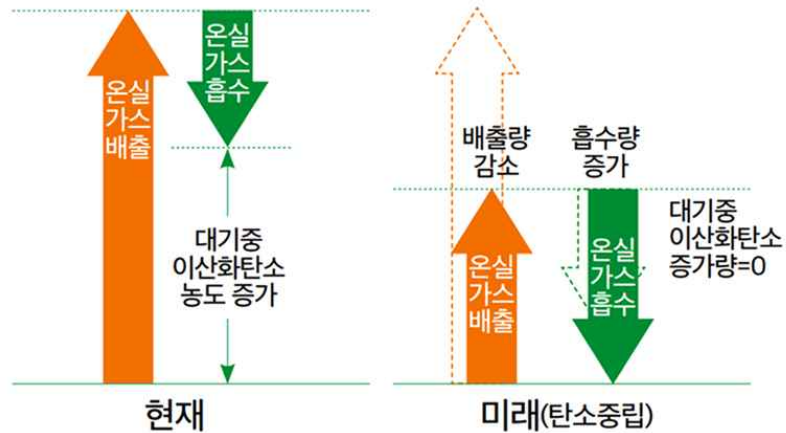 온실
가스
배출
온실
가스
흡수
대기중
이산화탄소
농도 증가
현재
배출량
감소
흡수량
증가
온실
가스
배출
온실
가스
흡수
대기중
이산화탄소
증가량=0
미래(탄소중립)